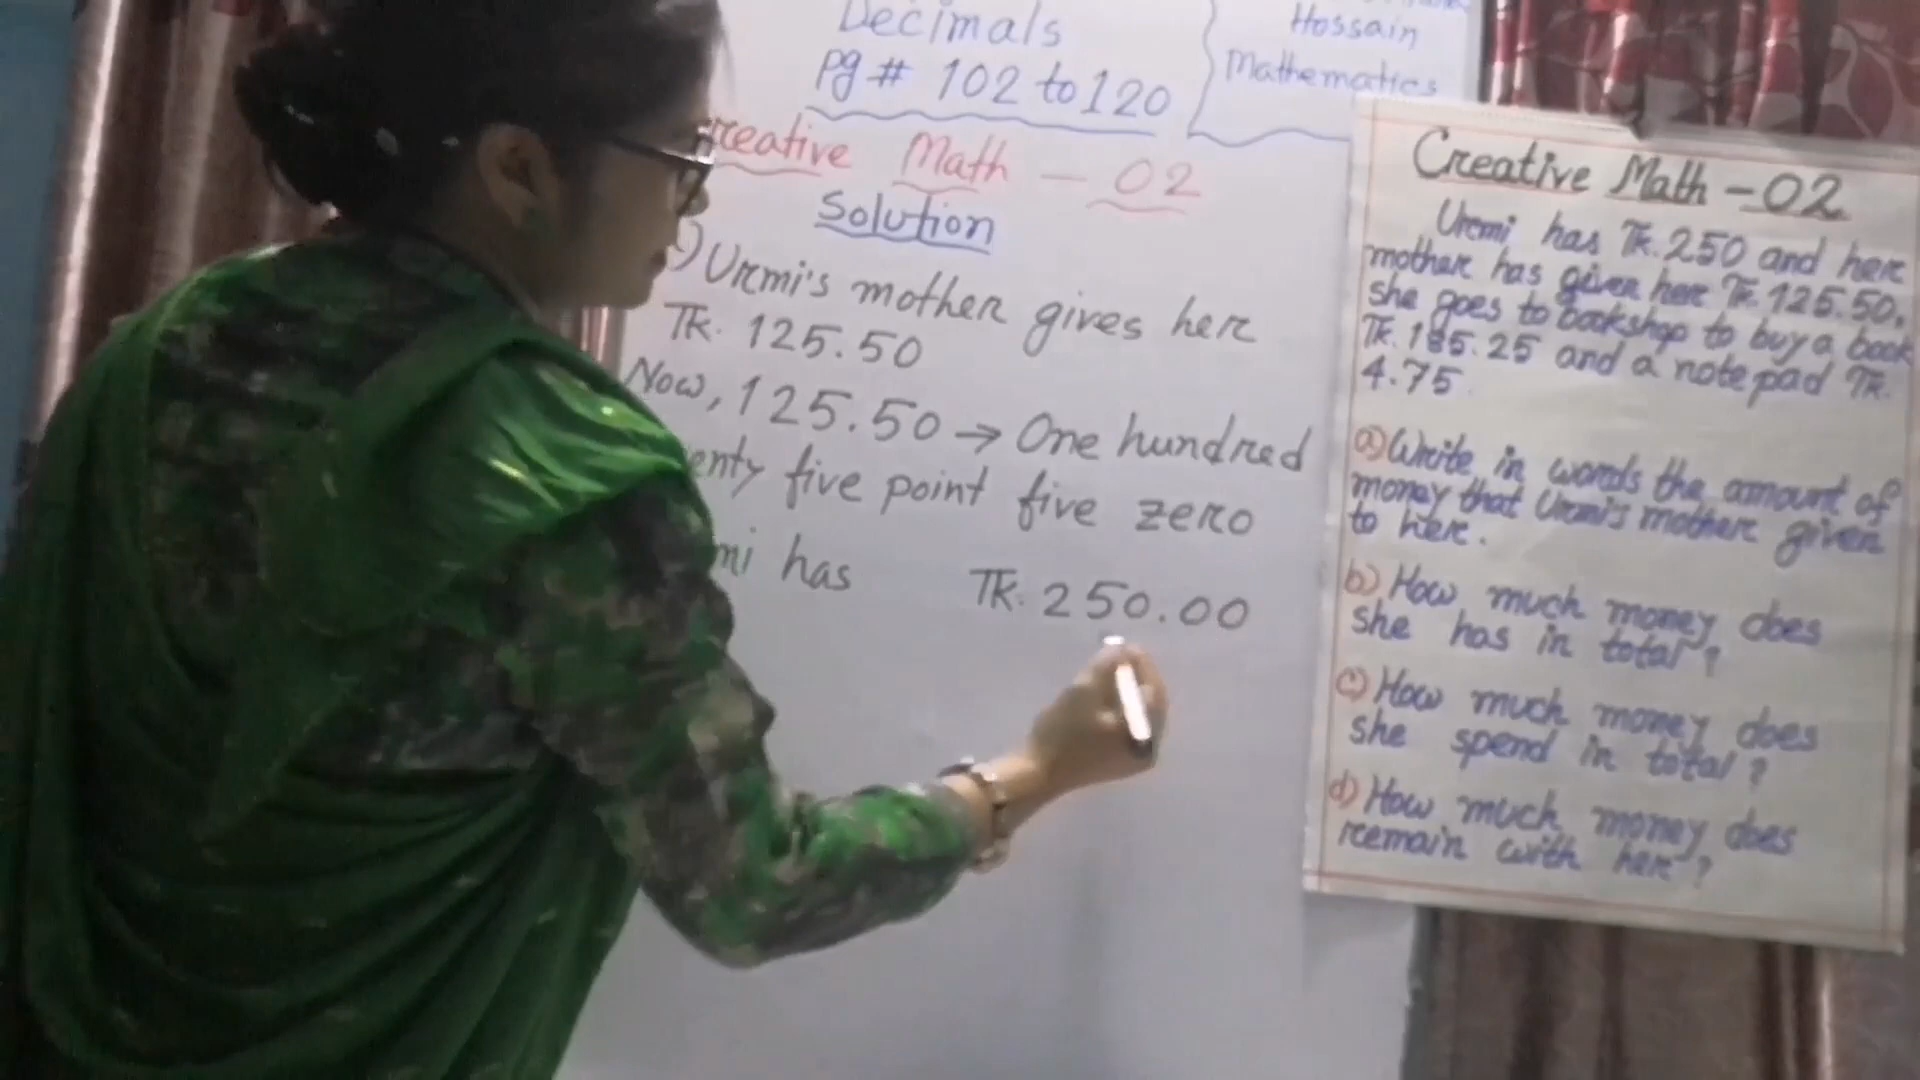 Decimals
pg # 102 to 120
Hossain
Mathematics
Creative Math - 02
Solution
Urmi's mother gives her
Tk. 125.50
Now, 125.50 → One hundred
enty five point five zero
mi has Tk. 250.00
Creative Math - 02
Urmi has Tk. 250 and her
mother has given her Tk. 125.50.
She goes to bookshop to buy a book
Tk. 185.25 and a note pad Tk.
4.75.
a) Write in words the amount of
money that Urmi's mother given
to her.
b) How much money does
she has in total?
c) How much money does
she spend in total?
d) How much money does
remain with her?